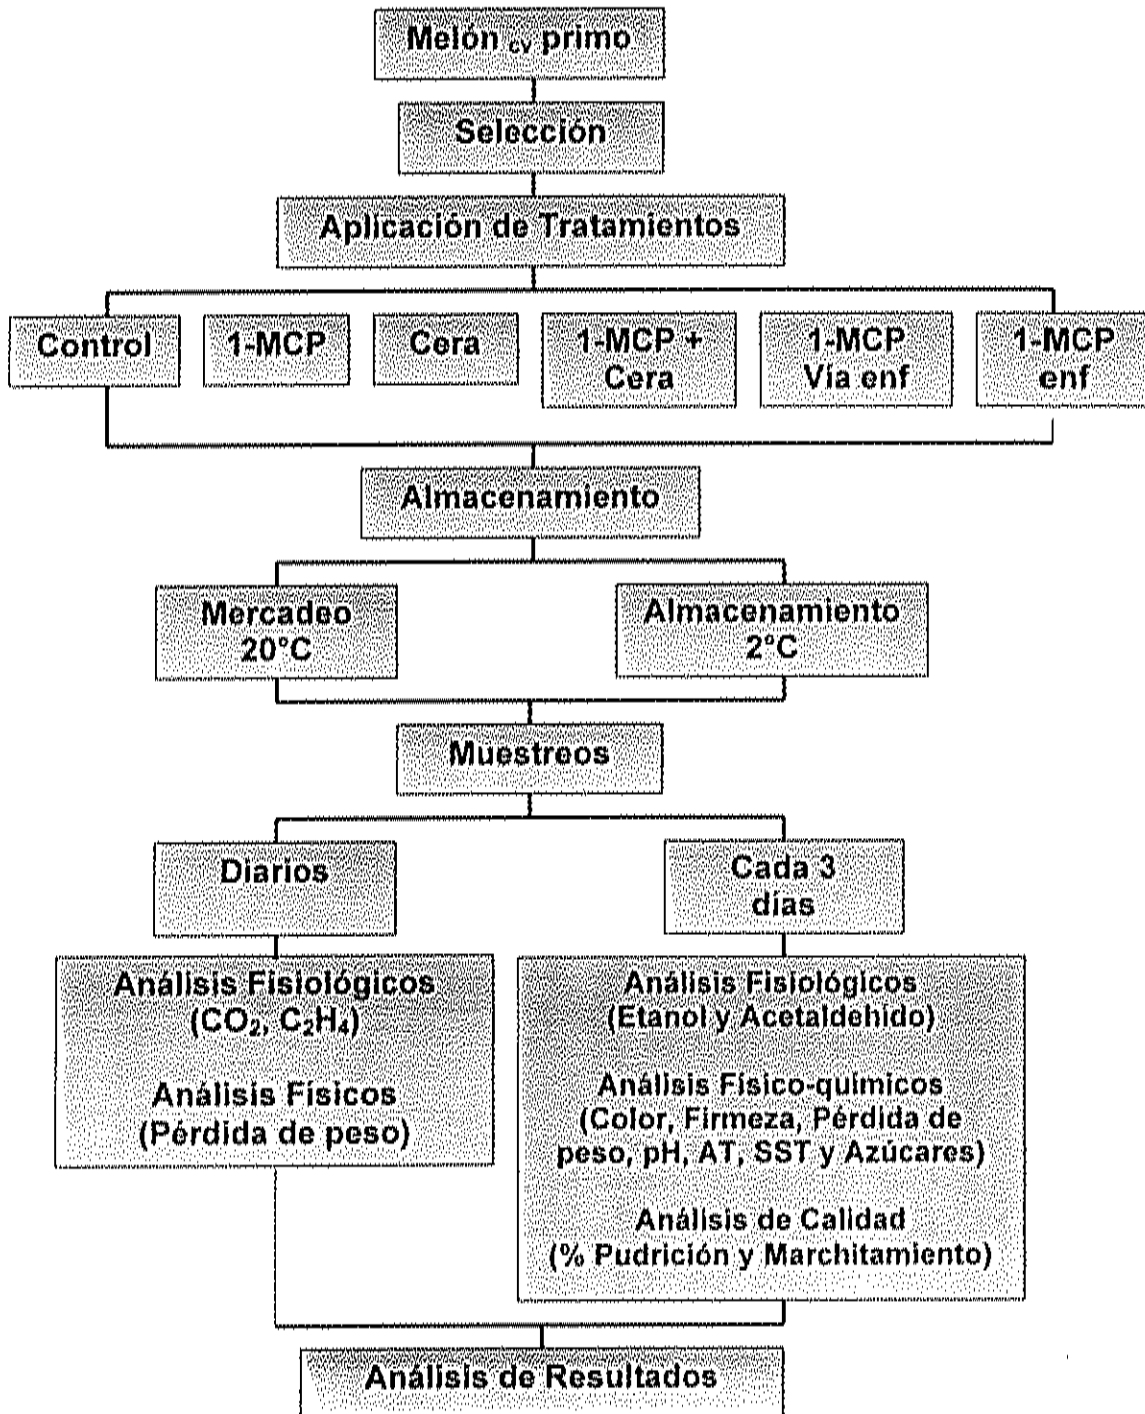 Melón cv primo
Selección
Aplicación de Tratamientos
Control
1-MCP
Cera
1-MCP +
Cera
1-MCP
Vía enf
1-MCP
enf
Almacenamiento
Mercadeo
20°C
Almacenamiento
2°C
Muestreos
Diarios
Cada 3
días
Análisis Fisiológicos
(CO₂, C₂H₄)
Análisis Físicos
(Pérdida de peso)
Análisis Fisiológicos
(Etanol y Acetaldehído)
Análisis Físico-químicos
(Color, Firmeza, Pérdida de
peso, pH, AT, SST y Azúcares)
Análisis de Calidad
(% Pudrición y Marchitamiento)
Análisis de Resultados